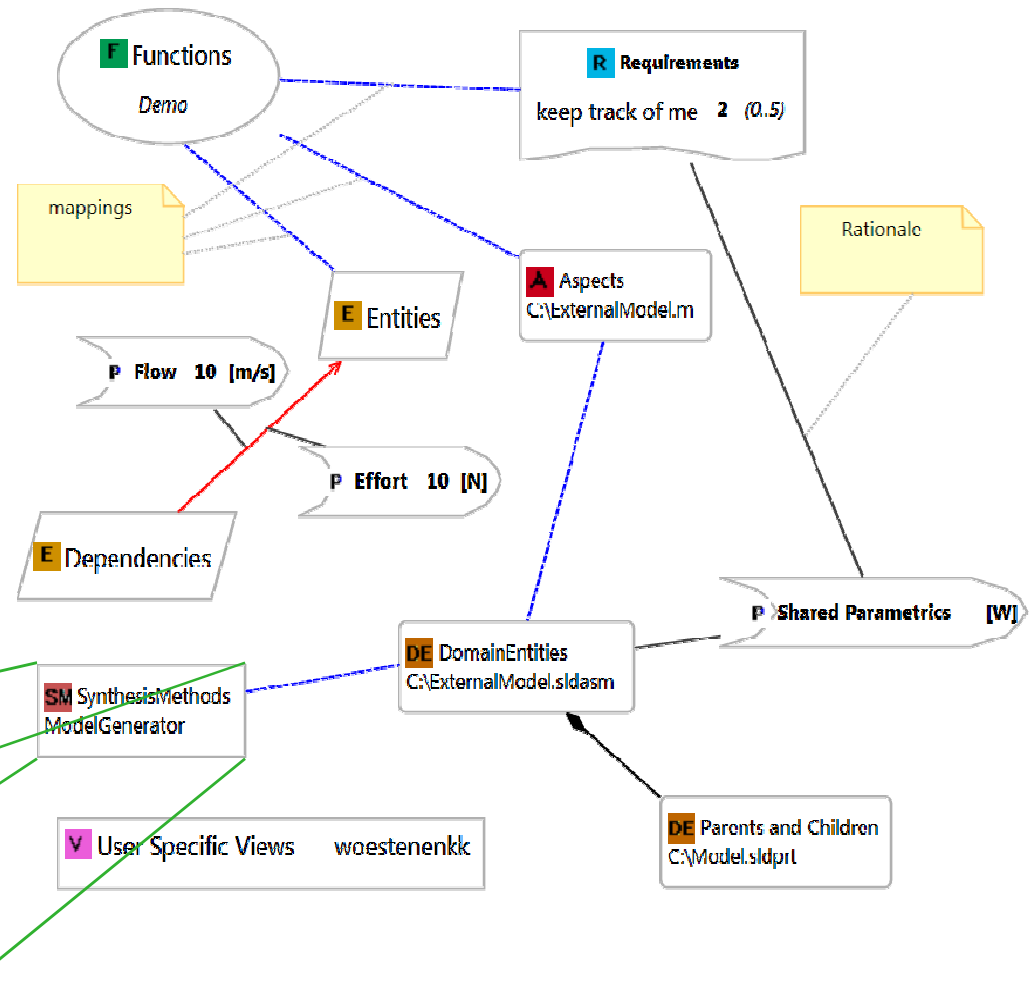 F Functions
Demo
R Requirements
keep track of me 2 (0..5)
mappings
Rationale
A Aspects
C:\ExternalModel.m
E Entities
P Flow 10 [m/s]
P Effort 10 [N]
E Dependencies
P Shared Parametrics [W]
DE DomainEntities
C:\ExternalModel.sldasm
SM SynthesisMethods
ModelGenerator
V User Specific Views woestenenkk
DE Parents and Children
C:\Model.sldprt